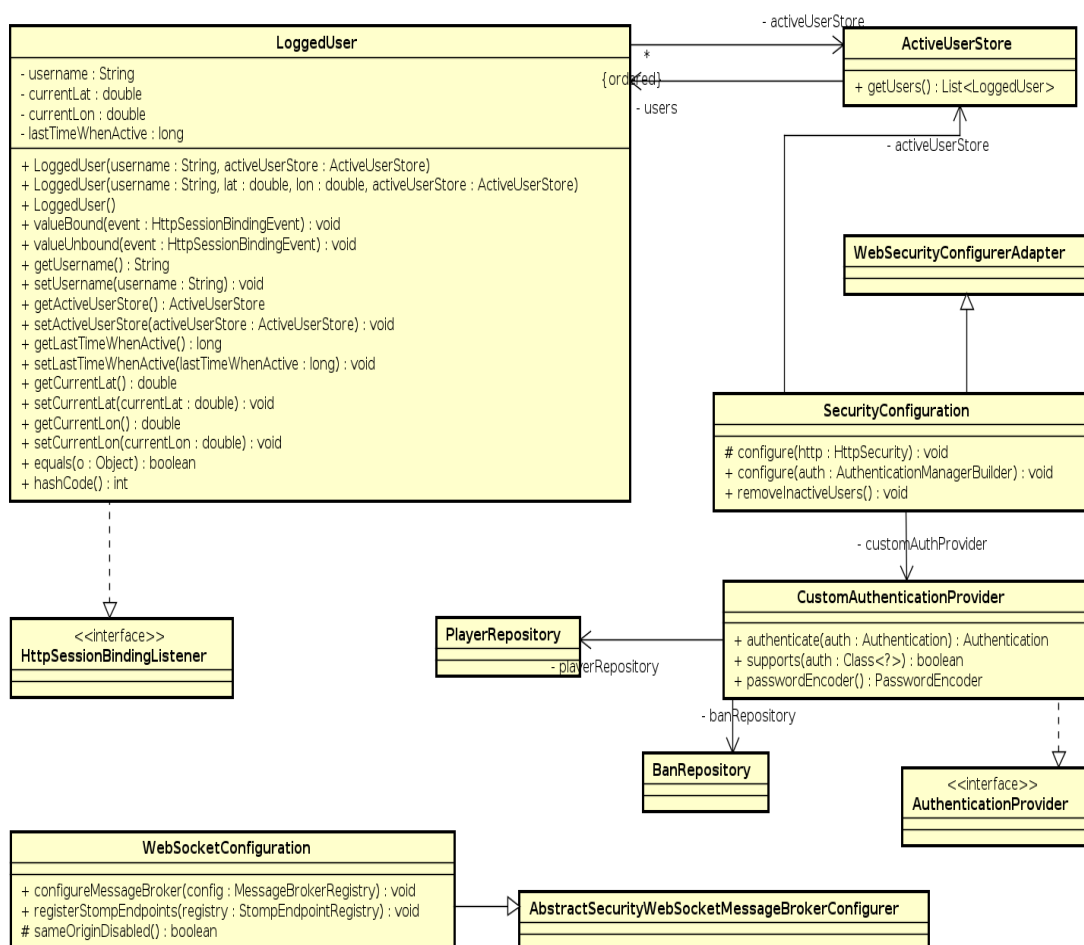 LoggedUser
- username : String
- currentLat : double
- currentLon : double
- lastTimeWhenActive : long
+ LoggedUser(username : String, activeUserStore : ActiveUserStore)
+ LoggedUser(username : String, lat : double, lon : double, activeUserStore : ActiveUserStore)
+ LoggedUser()
+ valueBound(event : HttpSessionBindingEvent) : void
+ valueUnbound(event : HttpSessionBindingEvent) : void
+ getUsername() : String
+ setUsername(username : String) : void
+ getActiveUserStore() : ActiveUserStore
+ setActiveUserStore(activeUserStore : ActiveUserStore) : void
+ getLastTimeWhenActive() : long
+ setLastTimeWhenActive(lastTimeWhenActive : long) : void
+ getCurrentLat() : double
+ setCurrentLat(currentLat : double) : void
+ getCurrentLon() : double
+ setCurrentLon(currentLon : double) : void
+ equals(o : Object) : boolean
+ hashCode() : int
- activeUserStore
*
{ordered}
- users
ActiveUserStore
+ getUsers() : List<LoggedUser>
- activeUserStore
WebSecurityConfigurerAdapter
SecurityConfiguration
# configure(http : HttpSecurity) : void
+ configure(auth : AuthenticationManagerBuilder) : void
+ removeInactiveUsers() : void
- customAuthProvider
CustomAuthenticationProvider
+ authenticate(auth : Authentication) : Authentication
+ supports(auth : Class<?>) : boolean
+ passwordEncoder() : PasswordEncoder
<<interface>>
HttpSessionBindingListener
PlayerRepository
- playerRepository
- banRepository
BanRepository
<<interface>>
AuthenticationProvider
WebSocketConfiguration
+ configureMessageBroker(config : MessageBrokerRegistry) : void
+ registerStompEndpoints(registry : StompEndpointRegistry) : void
# sameOriginDisabled() : boolean
AbstractSecurityWebSocketMessageBrokerConfigurer